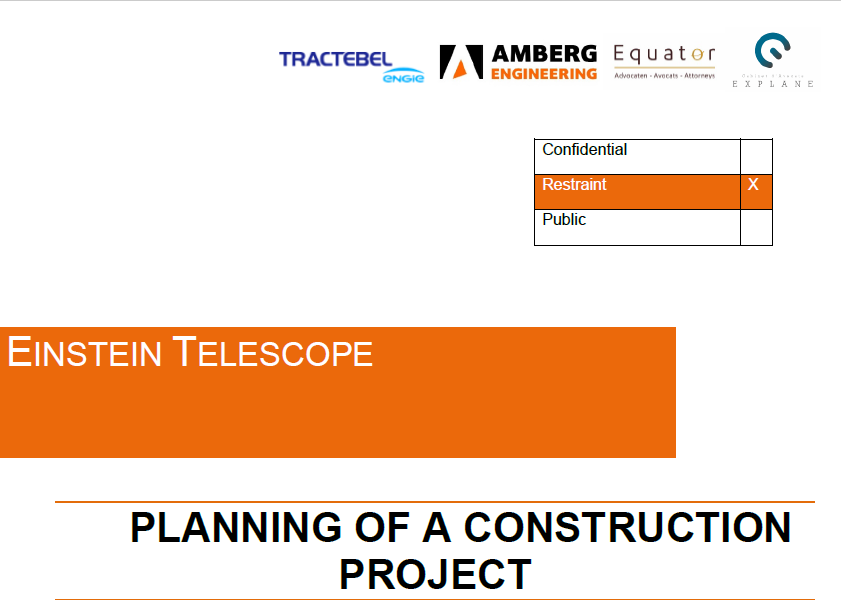 TRACTEBEL
ENGIE
AMBERG
ENGINEERING
Equator
Advocaten - Avocats - Attorneys
EXPLANE
Confidential
Restraint X
Public
EINSTEIN TELESCOPE
PLANNING OF A CONSTRUCTION
PROJECT